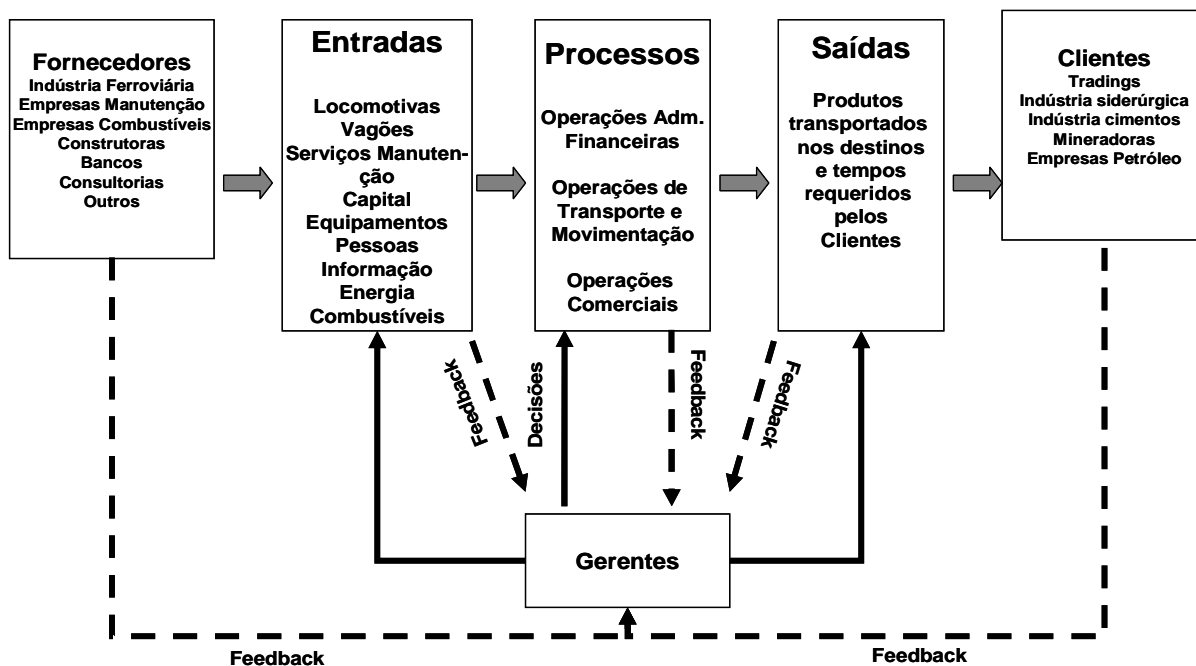 Fornecedores
Indústria Ferroviária
Empresas Manutenção
Empresas Combustíveis
Construtoras
Bancos
Consultorias
Outros
Entradas
Locomotivas
Vagões
Serviços Manuten-
ção
Capital
Equipamentos
Pessoas
Informação
Energia
Combustíveis
Processos
Operações Adm.
Financeiras
Operações de
Transporte e
Movimentação
Operações
Comerciais
Saídas
Produtos
transportados
nos destinos
e tempos
requeridos
pelos
Clientes
Clientes
Tradings
Indústria siderúrgica
Indústria cimentos
Mineradoras
Empresas Petróleo
Feedback
Decisões
Feedback
Feedback
Gerentes
Feedback
Feedback